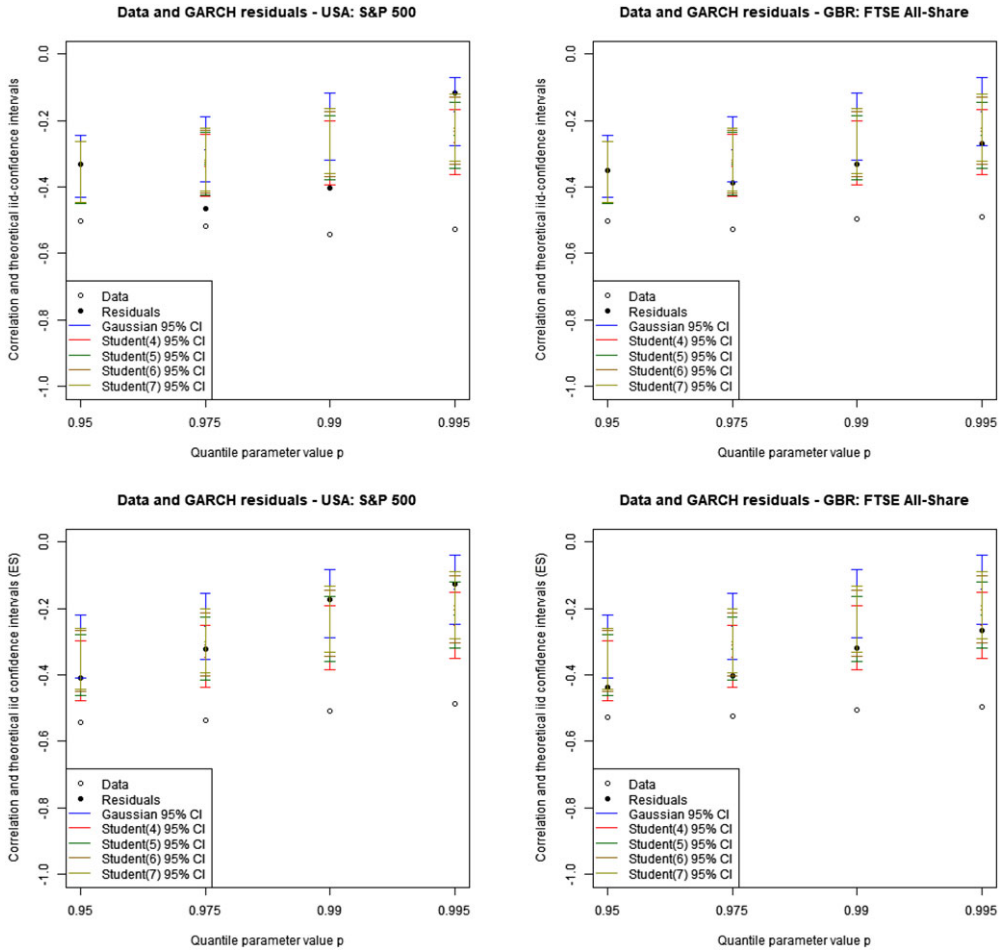 Data and GARCH residuals - USA: S&P 500
Correlation and theoretical iid-confidence intervals
0.0
-0.2
-0.4
-0.6
-0.8
-1.0
Data
Residuals
Gaussian 95% CI
Student(4) 95% CI
Student(5) 95% CI
Student(6) 95% CI
Student(7) 95% CI
0.95
0.975
0.99
0.995
Quantile parameter value p
Data and GARCH residuals - GBR: FTSE All-Share
Correlation and theoretical iid-confidence intervals
0.0
-0.2
-0.4
-0.6
-0.8
-1.0
Data
Residuals
Gaussian 95% CI
Student(4) 95% CI
Student(5) 95% CI
Student(6) 95% CI
Student(7) 95% CI
0.95
0.975
0.99
0.995
Quantile parameter value p
Data and GARCH residuals - USA: S&P 500
Correlation and theoretical iid confidence intervals (ES)
0.0
-0.2
-0.4
-0.6
-0.8
-1.0
Data
Residuals
Gaussian 95% CI
Student(4) 95% CI
Student(5) 95% CI
Student(6) 95% CI
Student(7) 95% CI
0.95
0.975
0.99
0.995
Quantile parameter value p
Data and GARCH residuals - GBR: FTSE All-Share
Correlation and theoretical iid confidence intervals (ES)
0.0
-0.2
-0.4
-0.6
-0.8
-1.0
Data
Residuals
Gaussian 95% CI
Student(4) 95% CI
Student(5) 95% CI
Student(6) 95% CI
Student(7) 95% CI
0.95
0.975
0.99
0.995
Quantile parameter value p